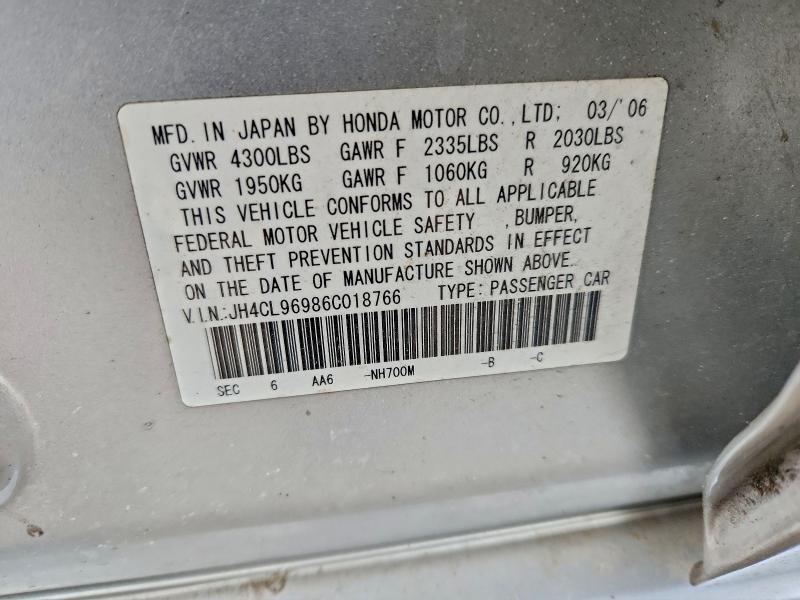 MFD. IN JAPAN BY HONDA MOTOR CO., LTD; 03/'06
GVWR 4300LBS GAWR F 2335LBS R 2030LBS
GVWR 1950KG GAWR F 1060KG R 920KG
THIS VEHICLE CONFORMS TO ALL APPLICABLE
FEDERAL MOTOR VEHICLE SAFETY , BUMPER,
AND THEFT PREVENTION STANDARDS IN EFFECT
ON THE DATE OF MANUFACTURE SHOWN ABOVE.
V.I.N.:JH4CL96986C018766 TYPE: PASSENGER CAR
SEC 6 AA6 -NH700M -B -C